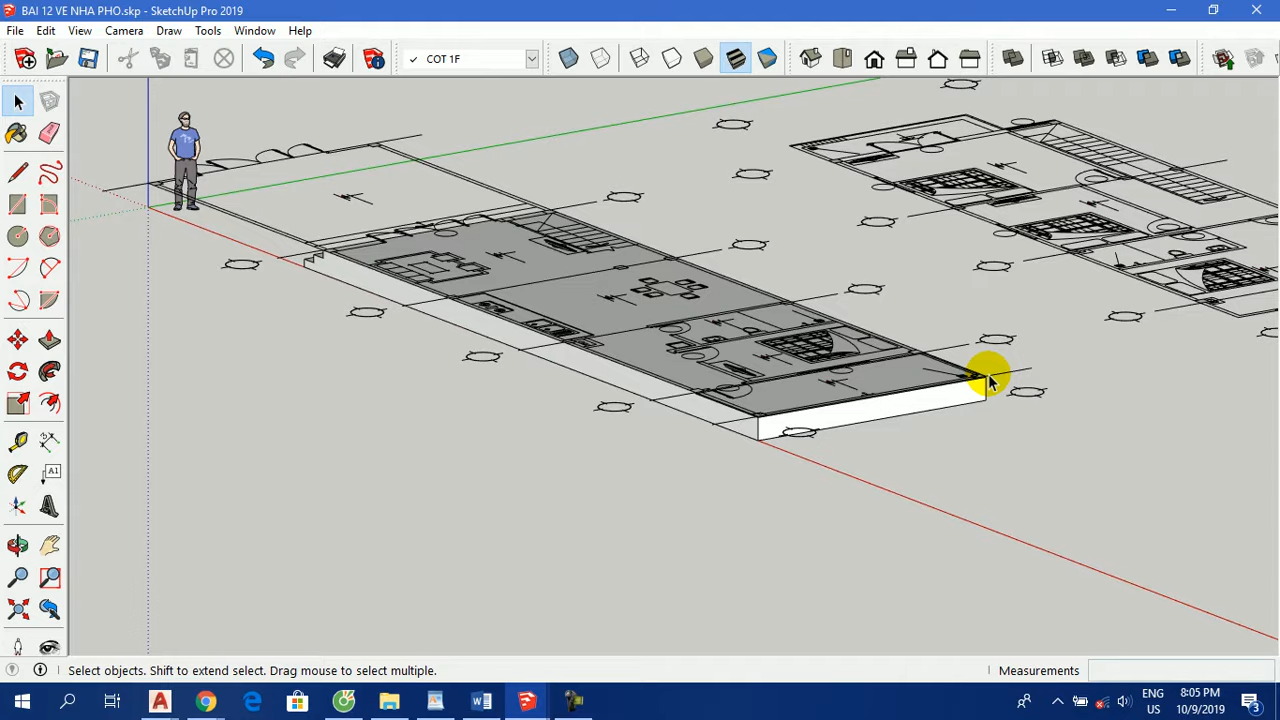 BAI 12 VE NHA PHO.skp - SketchUp Pro 2019
File Edit View Camera Draw Tools Window Help
✓ COT 1F
A1
Select objects. Shift to extend select. Drag mouse to select multiple.
Measurements
ENG
US
8:05 PM
10/9/2019
3